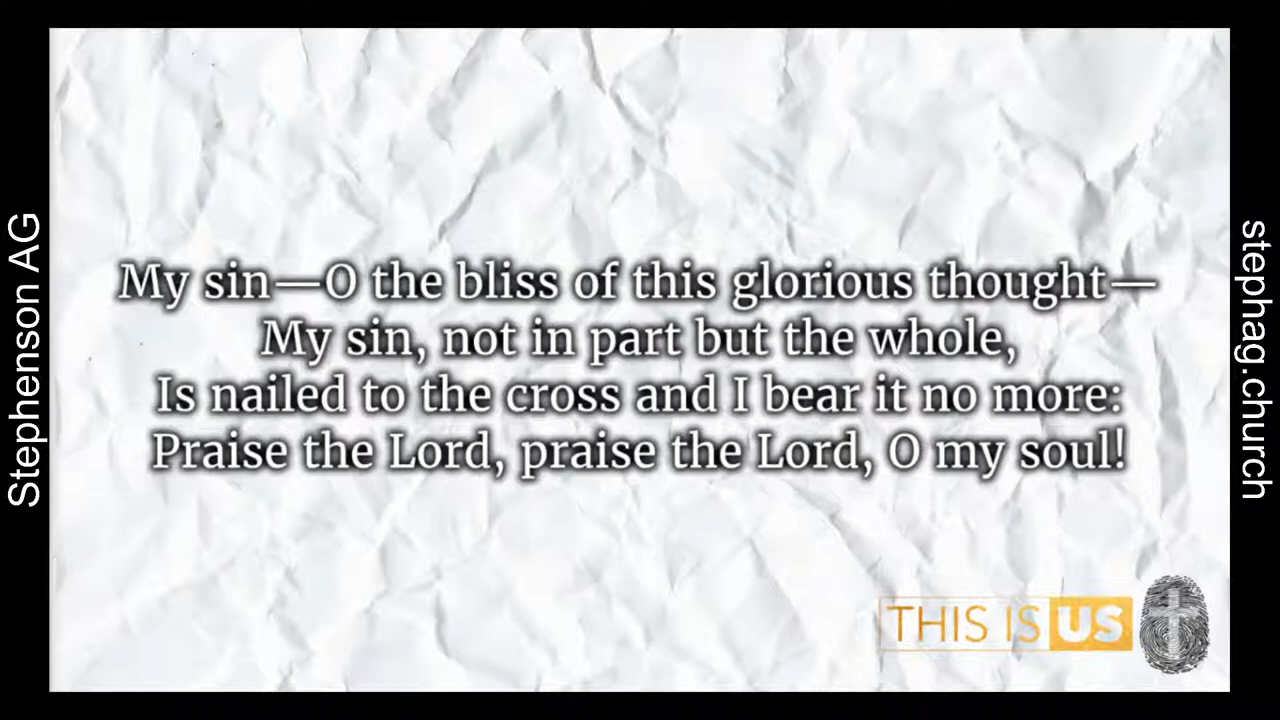 Stephenson AG
My sin—O the bliss of this glorious thought—
My sin, not in part but the whole,
Is nailed to the cross and I bear it no more:
Praise the Lord, praise the Lord, O my soul!
THIS IS US
stephag.church